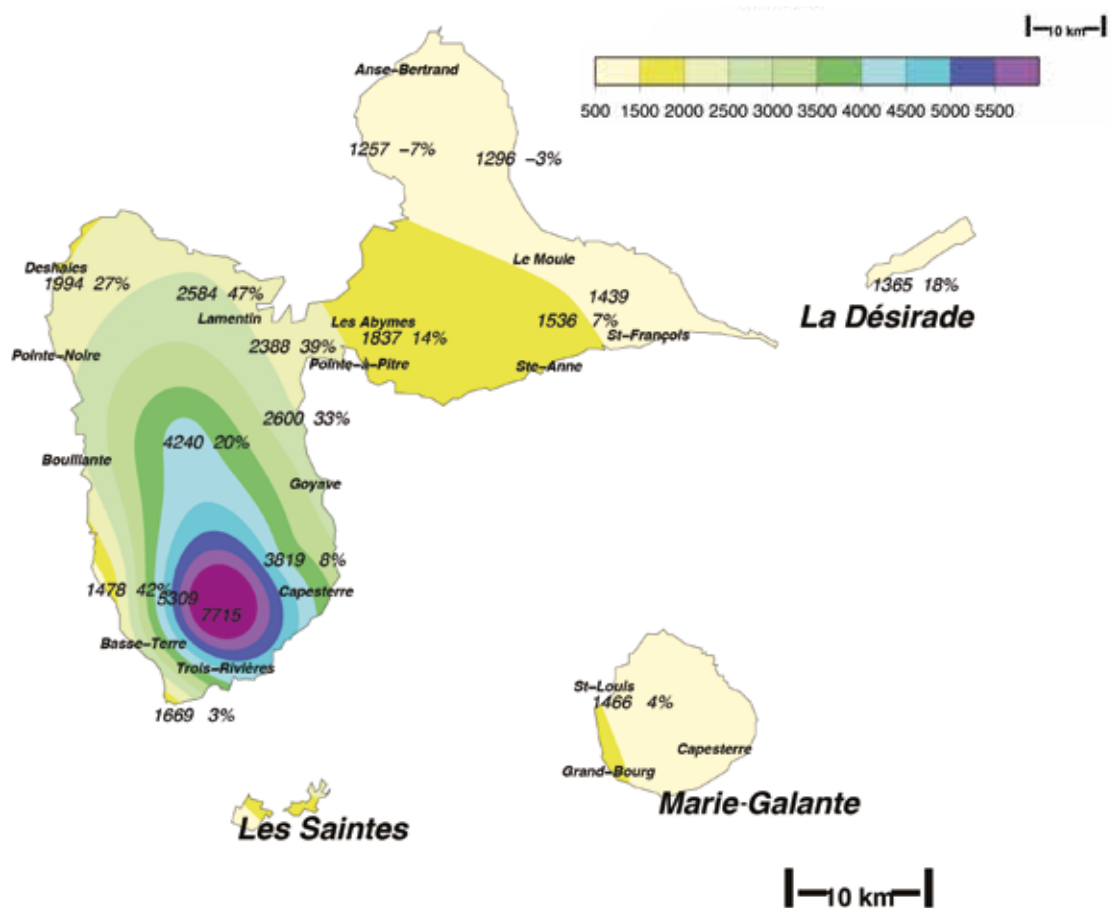 10 km
500 1500 2000 2500 3000 3500 4000 4500 5000 5500
Anse-Bertrand
1257 -7%
1296 -3%
Le Moule
Deshaies
1994 27%
2584 47%
Lamentin
1365 18%
La Désirade
1439
Les Abymes
1536 7%
1837 14%
St-François
2388 39%
Pointe-Noire
Pointe-à-Pitre
Ste-Anne
2600 33%
4240 20%
Bouillante
Goyave
3819 8%
1478 42%
5309
Capesterre
7715
Basse-Terre
Trois-Rivières
1669 3%
St-Louis
1466 4%
Capesterre
Grand-Bourg
Marie-Galante
Les Saintes
10 km